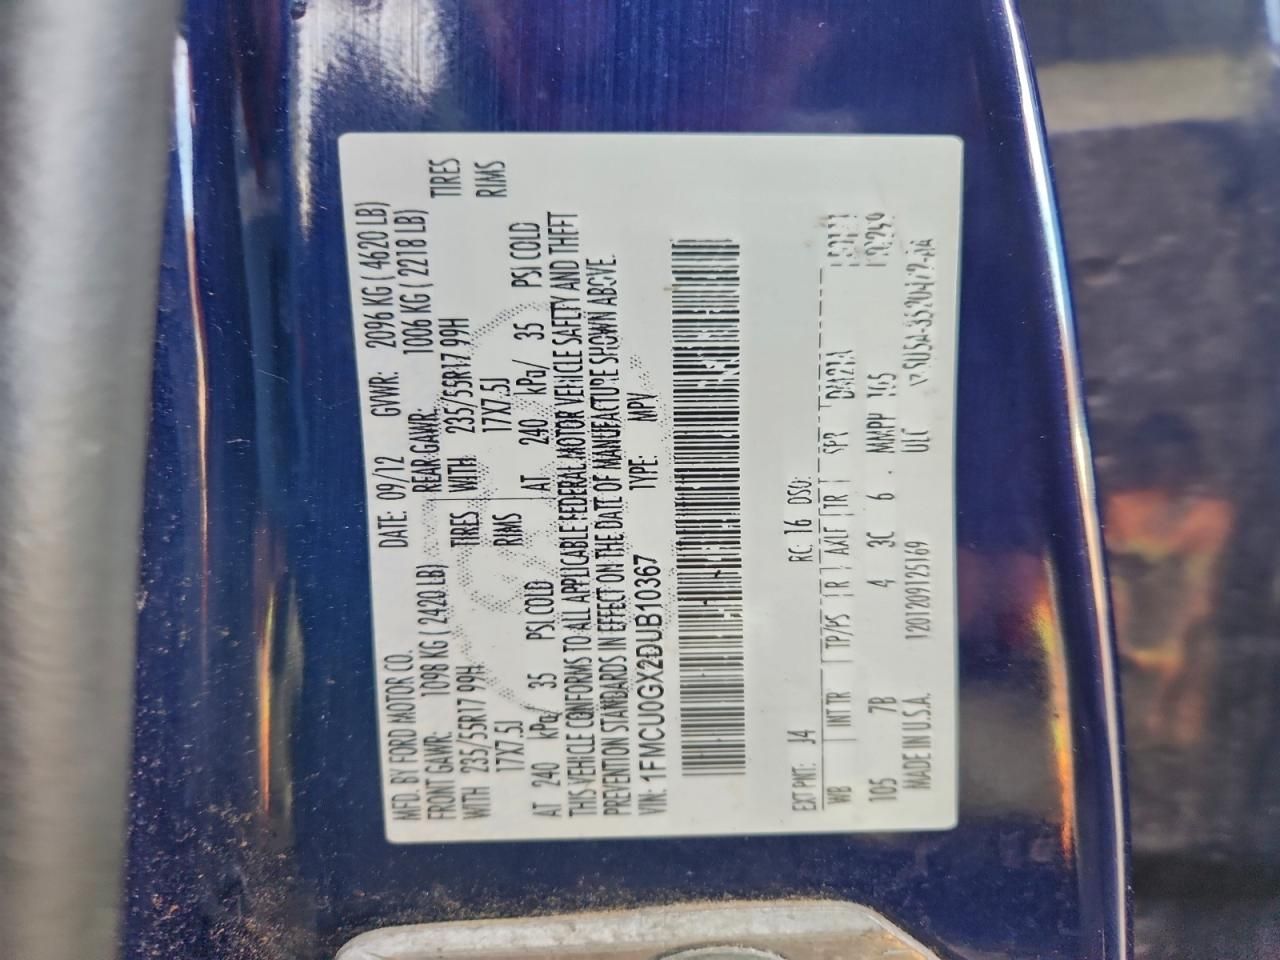 MFD. BY FORD MOTOR CO.
DATE: 09/12 GVWR: 2096 KG ( 4620 LB)
FRONT GAWR: 1098 KG ( 2420 LB) REAR GAWR: 1006 KG ( 2218 LB)
WITH 235/55R17 99H TIRES WITH 235/55R17 99H TIRES
17X7.5J RIMS 17X7.5J RIMS
AT 240 kPa/ 35 PSI COLD AT 240 kPa/ 35 PSI COLD
THIS VEHICLE CONFORMS TO ALL APPLICABLE FEDERAL MOTOR VEHICLE SAFETY AND THEFT
PREVENTION STANDARDS IN EFFECT ON THE DATE OF MANUFACTURE SHOWN ABOVE.
VIN: 1FMCU0GX2DUB10367 TYPE: MPV
EXT PNT: J4 RC: 16 DSO:
WB INT TR TP/PS R AXLE TR SPR
105 7B 4 3C 6 MMPH 165
MADE IN U.S.A. 1201209125169 ULC